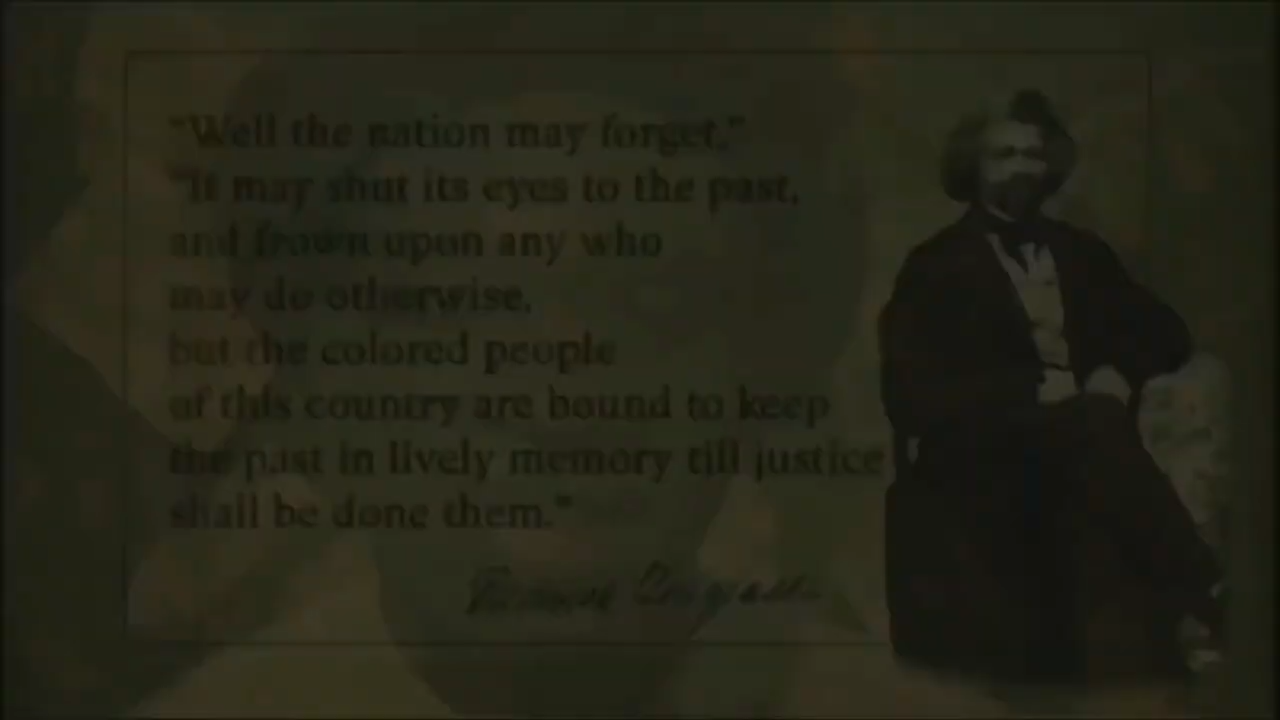 "Well the nation may forget,"
"It may shut its eyes to the past,
and frown upon any who
may do otherwise,
but the colored people
of this country are bound to keep
the past in lively memory till justice
shall be done them."
Frederick Douglass